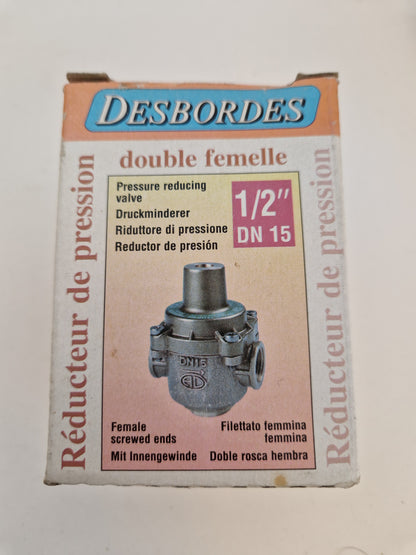 DESBORDES
double femelle
Réducteur de pression
Pressure reducing
valve
Druckminderer
Riduttore di pressione
Reductor de presión
1/2"
DN 15
DN15
Female
screwed ends
Mit Innengewinde
Filettato femmina
femmina
Doble rosca hembra
Réducteur de pression